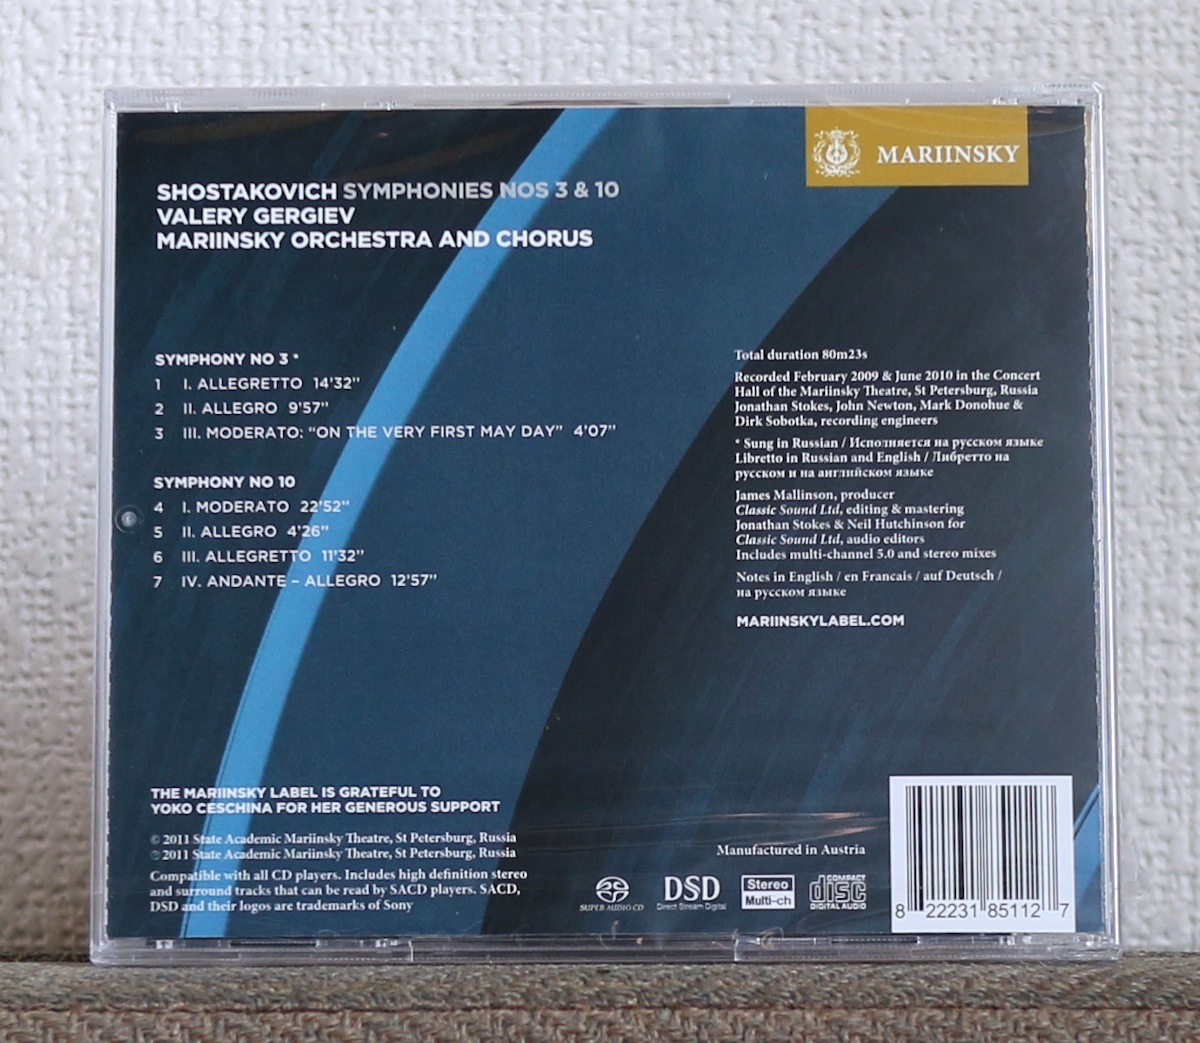 MARIINSKY
SHOSTAKOVICH SYMPHONIES NOS 3 & 10
VALERY GERGIEV
MARIINSKY ORCHESTRA AND CHORUS
SYMPHONY NO 3 *
1 I. ALLEGRETTO 14'32"
2 II. ALLEGRO 9'57"
3 III. MODERATO: "ON THE VERY FIRST MAY DAY" 4'07"
SYMPHONY NO 10
4 I. MODERATO 22'52"
5 II. ALLEGRO 4'26"
6 III. ALLEGRETTO 11'32"
7 IV. ANDANTE – ALLEGRO 12'57"
Total duration 80m23s
Recorded February 2009 & June 2010 in the Concert
Hall of the Mariinsky Theatre, St Petersburg, Russia
Jonathan Stokes, John Newton, Mark Donohue &
Dirk Sobotka, recording engineers
* Sung in Russian / Исполняется на русском языке
Libretto in Russian and English / Либретто на
русском и на английском языке
James Mallinson, producer
Classic Sound Ltd, editing & mastering
Jonathan Stokes & Neil Hutchinson for
Classic Sound Ltd, audio editors
Includes multi-channel 5.0 and stereo mixes
Notes in English / en Francais / auf Deutsch /
на русском языке
MARIINSKYLABEL.COM
THE MARIINSKY LABEL IS GRATEFUL TO
YOKO CESCHINA FOR HER GENEROUS SUPPORT
© 2011 State Academic Mariinsky Theatre, St Petersburg, Russia
℗ 2011 State Academic Mariinsky Theatre, St Petersburg, Russia
Compatible with all CD players. Includes high definition stereo
and surround tracks that can be read by SACD players. SACD,
DSD and their logos are trademarks of Sony
Manufactured in Austria
SUPER AUDIO CD
DSD
Direct Stream Digital
Stereo
Multi-ch
COMPACT
disc
DIGITAL AUDIO
8 22231 85112 7